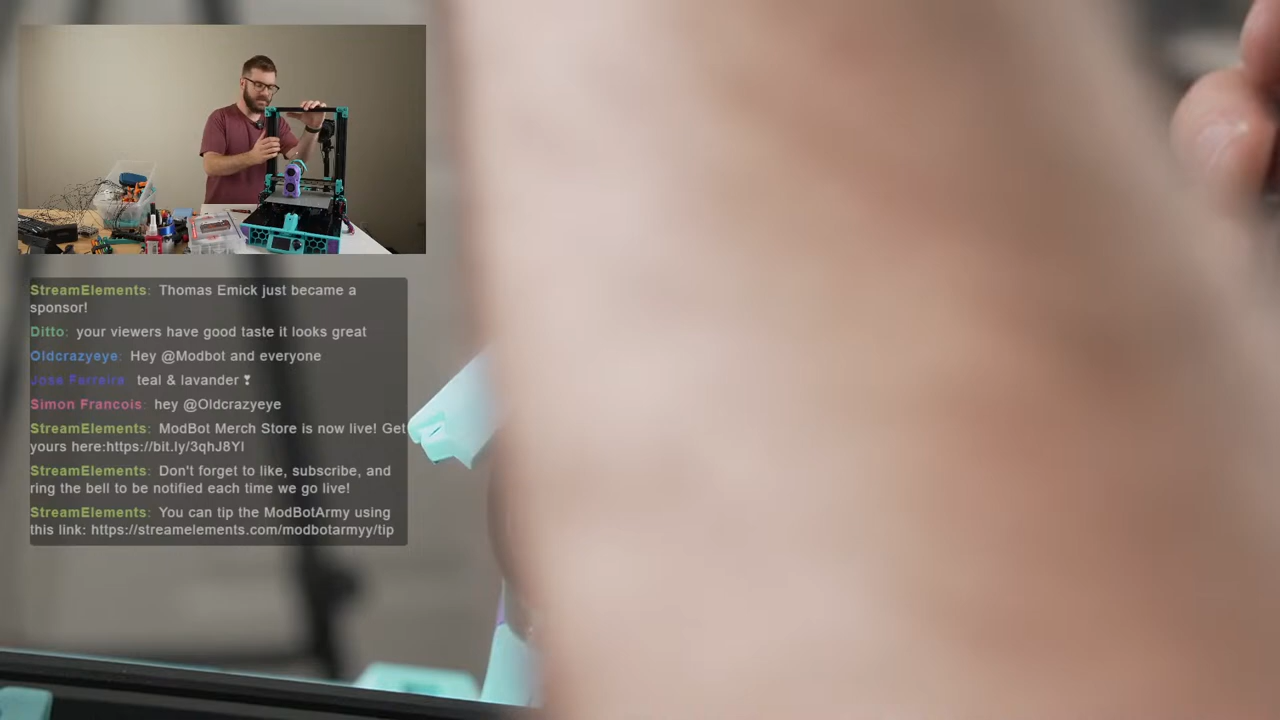 StreamElements: Thomas Emick just became a
sponsor!
Ditto: your viewers have good taste it looks great
Oldcrazyeye: Hey @Modbot and everyone
Jose Ferreira: teal & lavander ❣
Simon Francois: hey @Oldcrazyeye
StreamElements: ModBot Merch Store is now live! Get
yours here:https://bit.ly/3qhJ8Yl
StreamElements: Don't forget to like, subscribe, and
ring the bell to be notified each time we go live!
StreamElements: You can tip the ModBotArmy using
this link: https://streamelements.com/modbotarmyy/tip